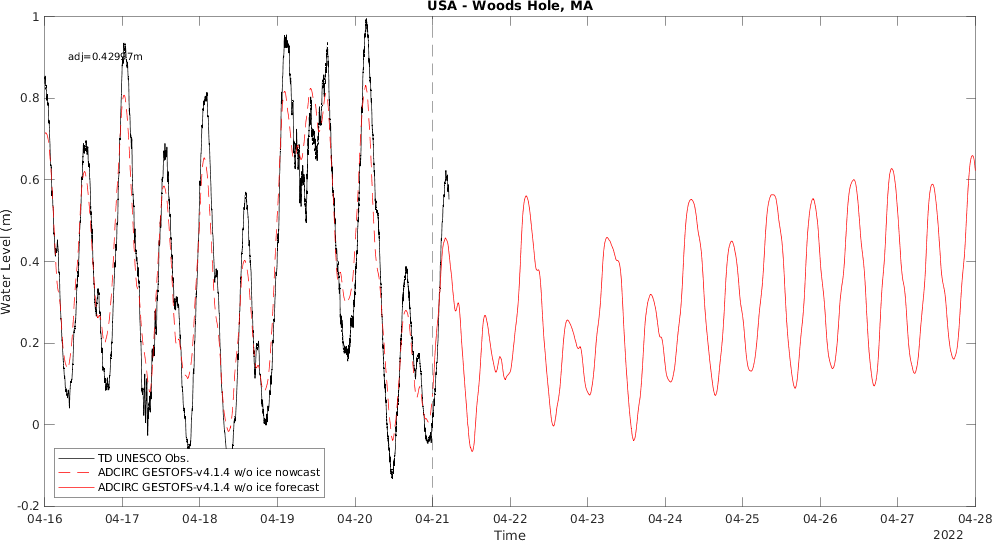 USA - Woods Hole, MA
adj=0.42997m
1
0.8
0.6
0.4
0.2
0
-0.2
Water Level (m)
TD UNESCO Obs.
ADCIRC GESTOFS-v4.1.4 w/o ice nowcast
ADCIRC GESTOFS-v4.1.4 w/o ice forecast
04-16 04-17 04-18 04-19 04-20 04-21 04-22 04-23 04-24 04-25 04-26 04-27 04-28
Time
2022